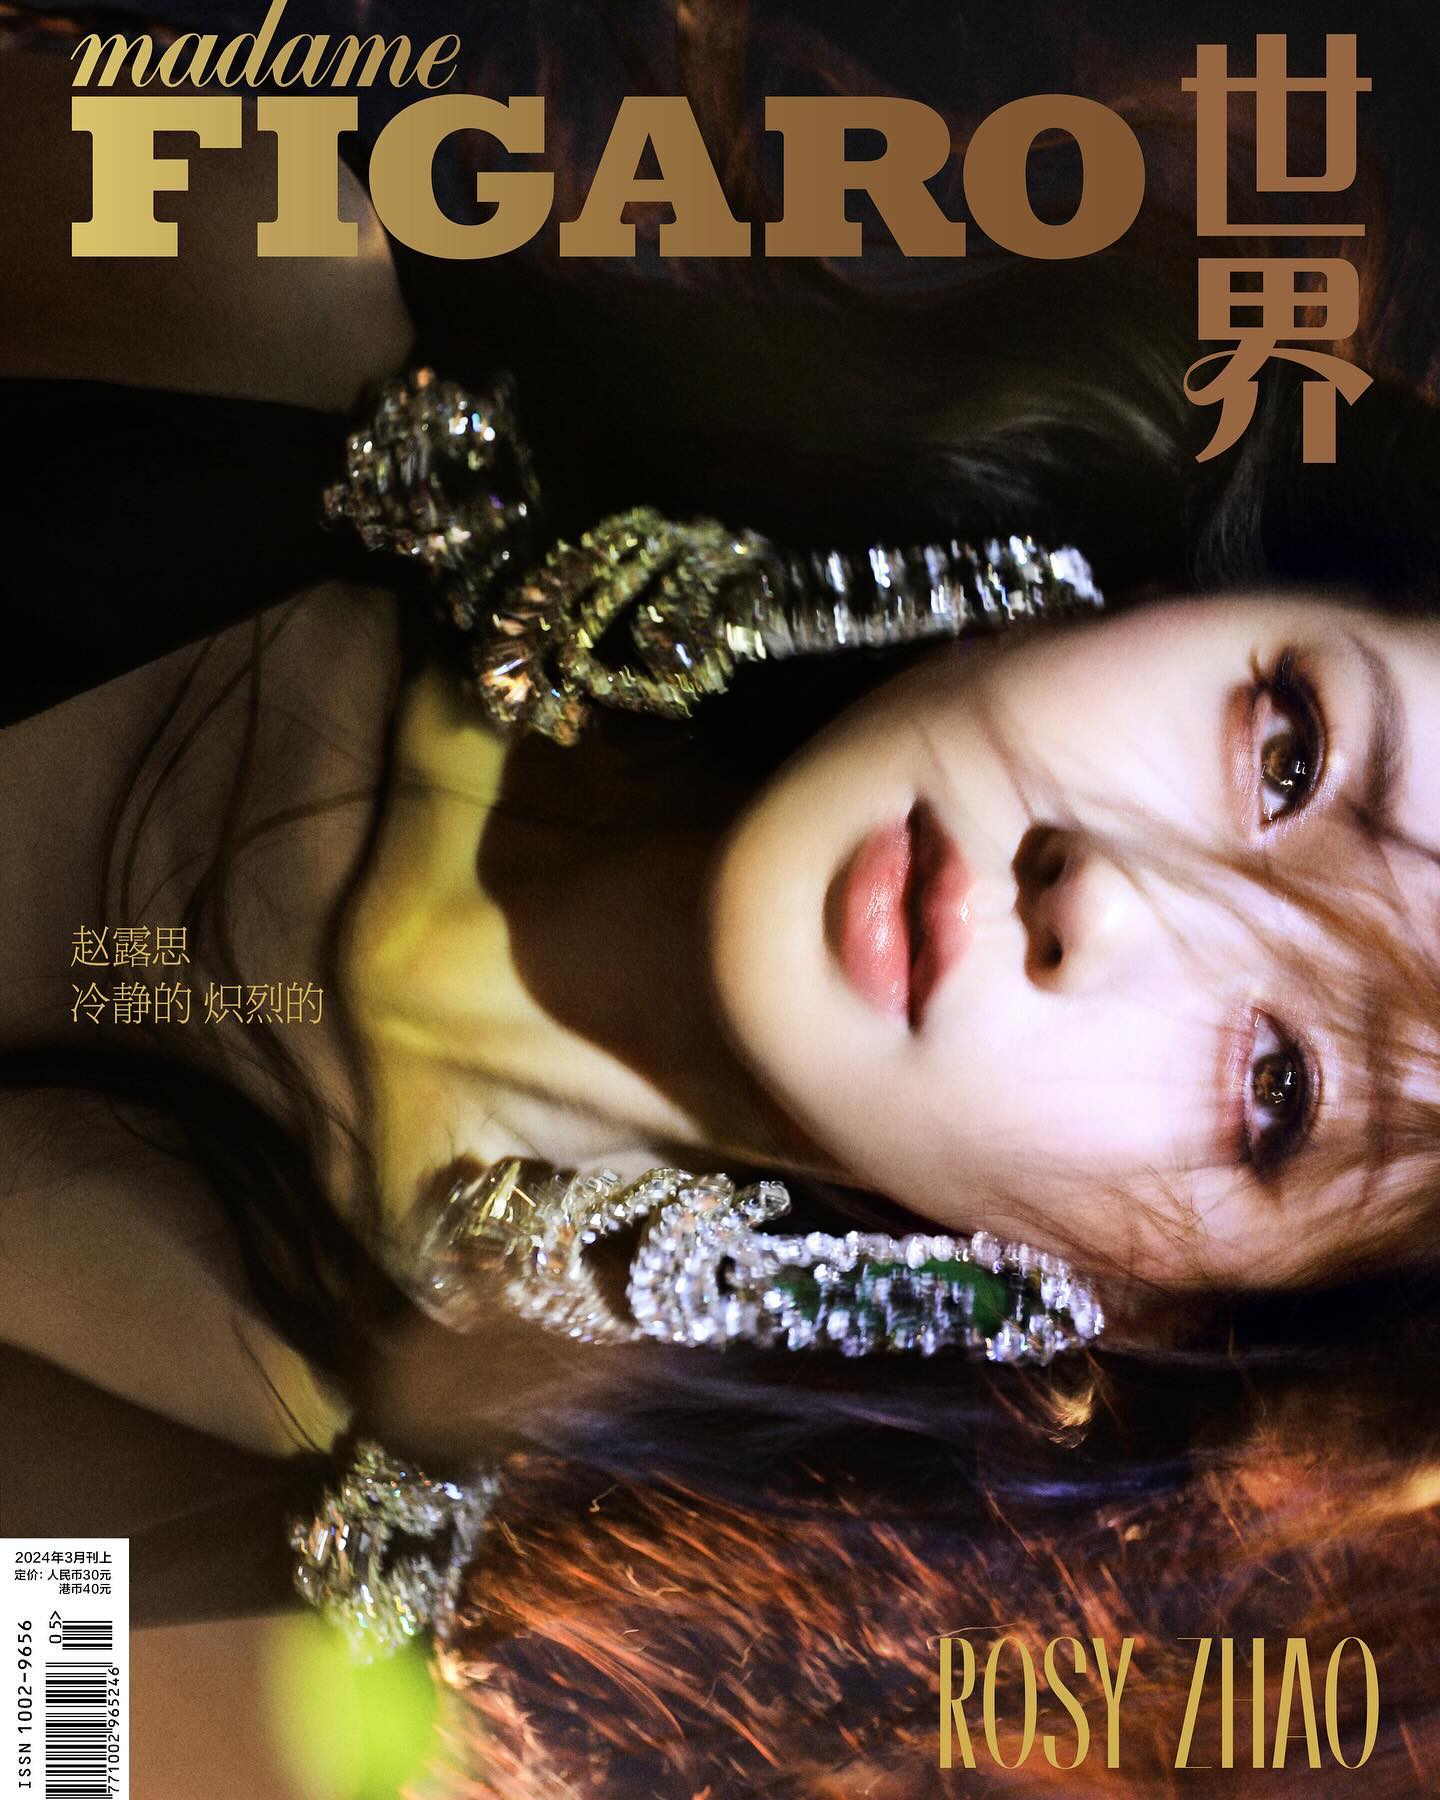 madame
FIGARO
世界
赵露思
冷静的 炽烈的
2024年3月刊上
定价: 人民币30元
港币40元
ISSN 1002-9656
05>
771002965246
ROSY ZHAO